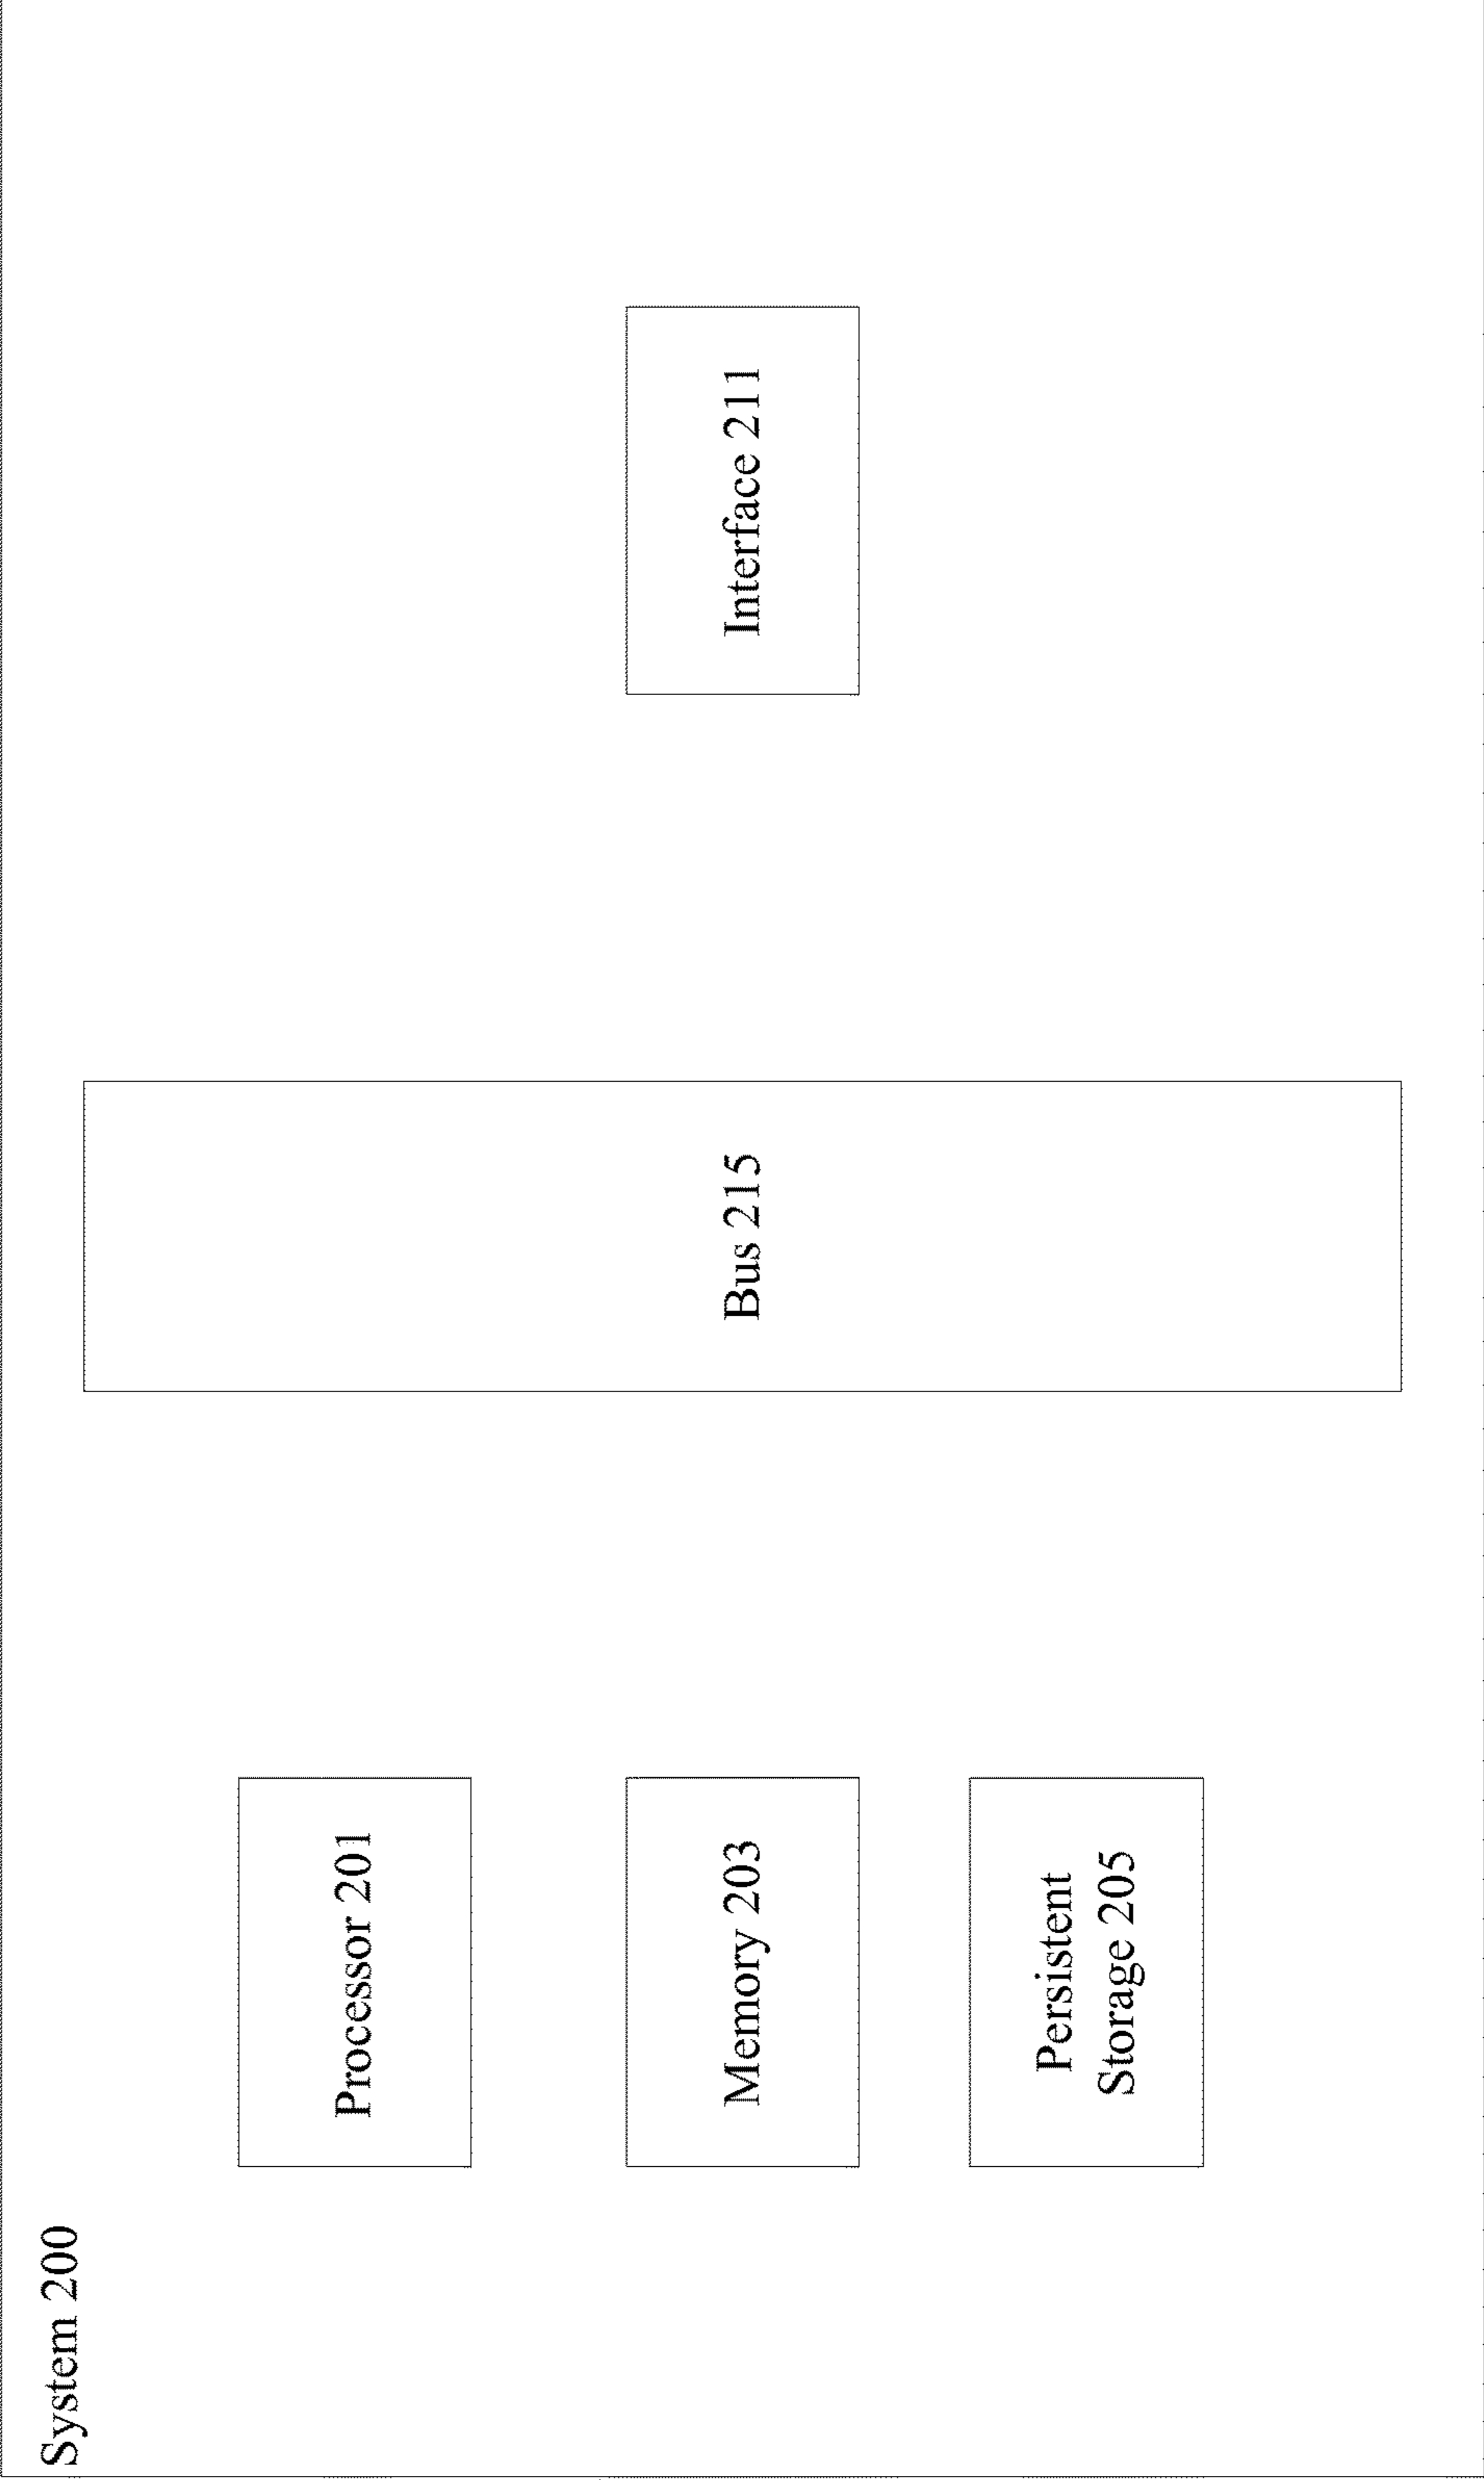 System 200
Processor 201
Memory 203
Persistent
Storage 205
Bus 215
Interface 211